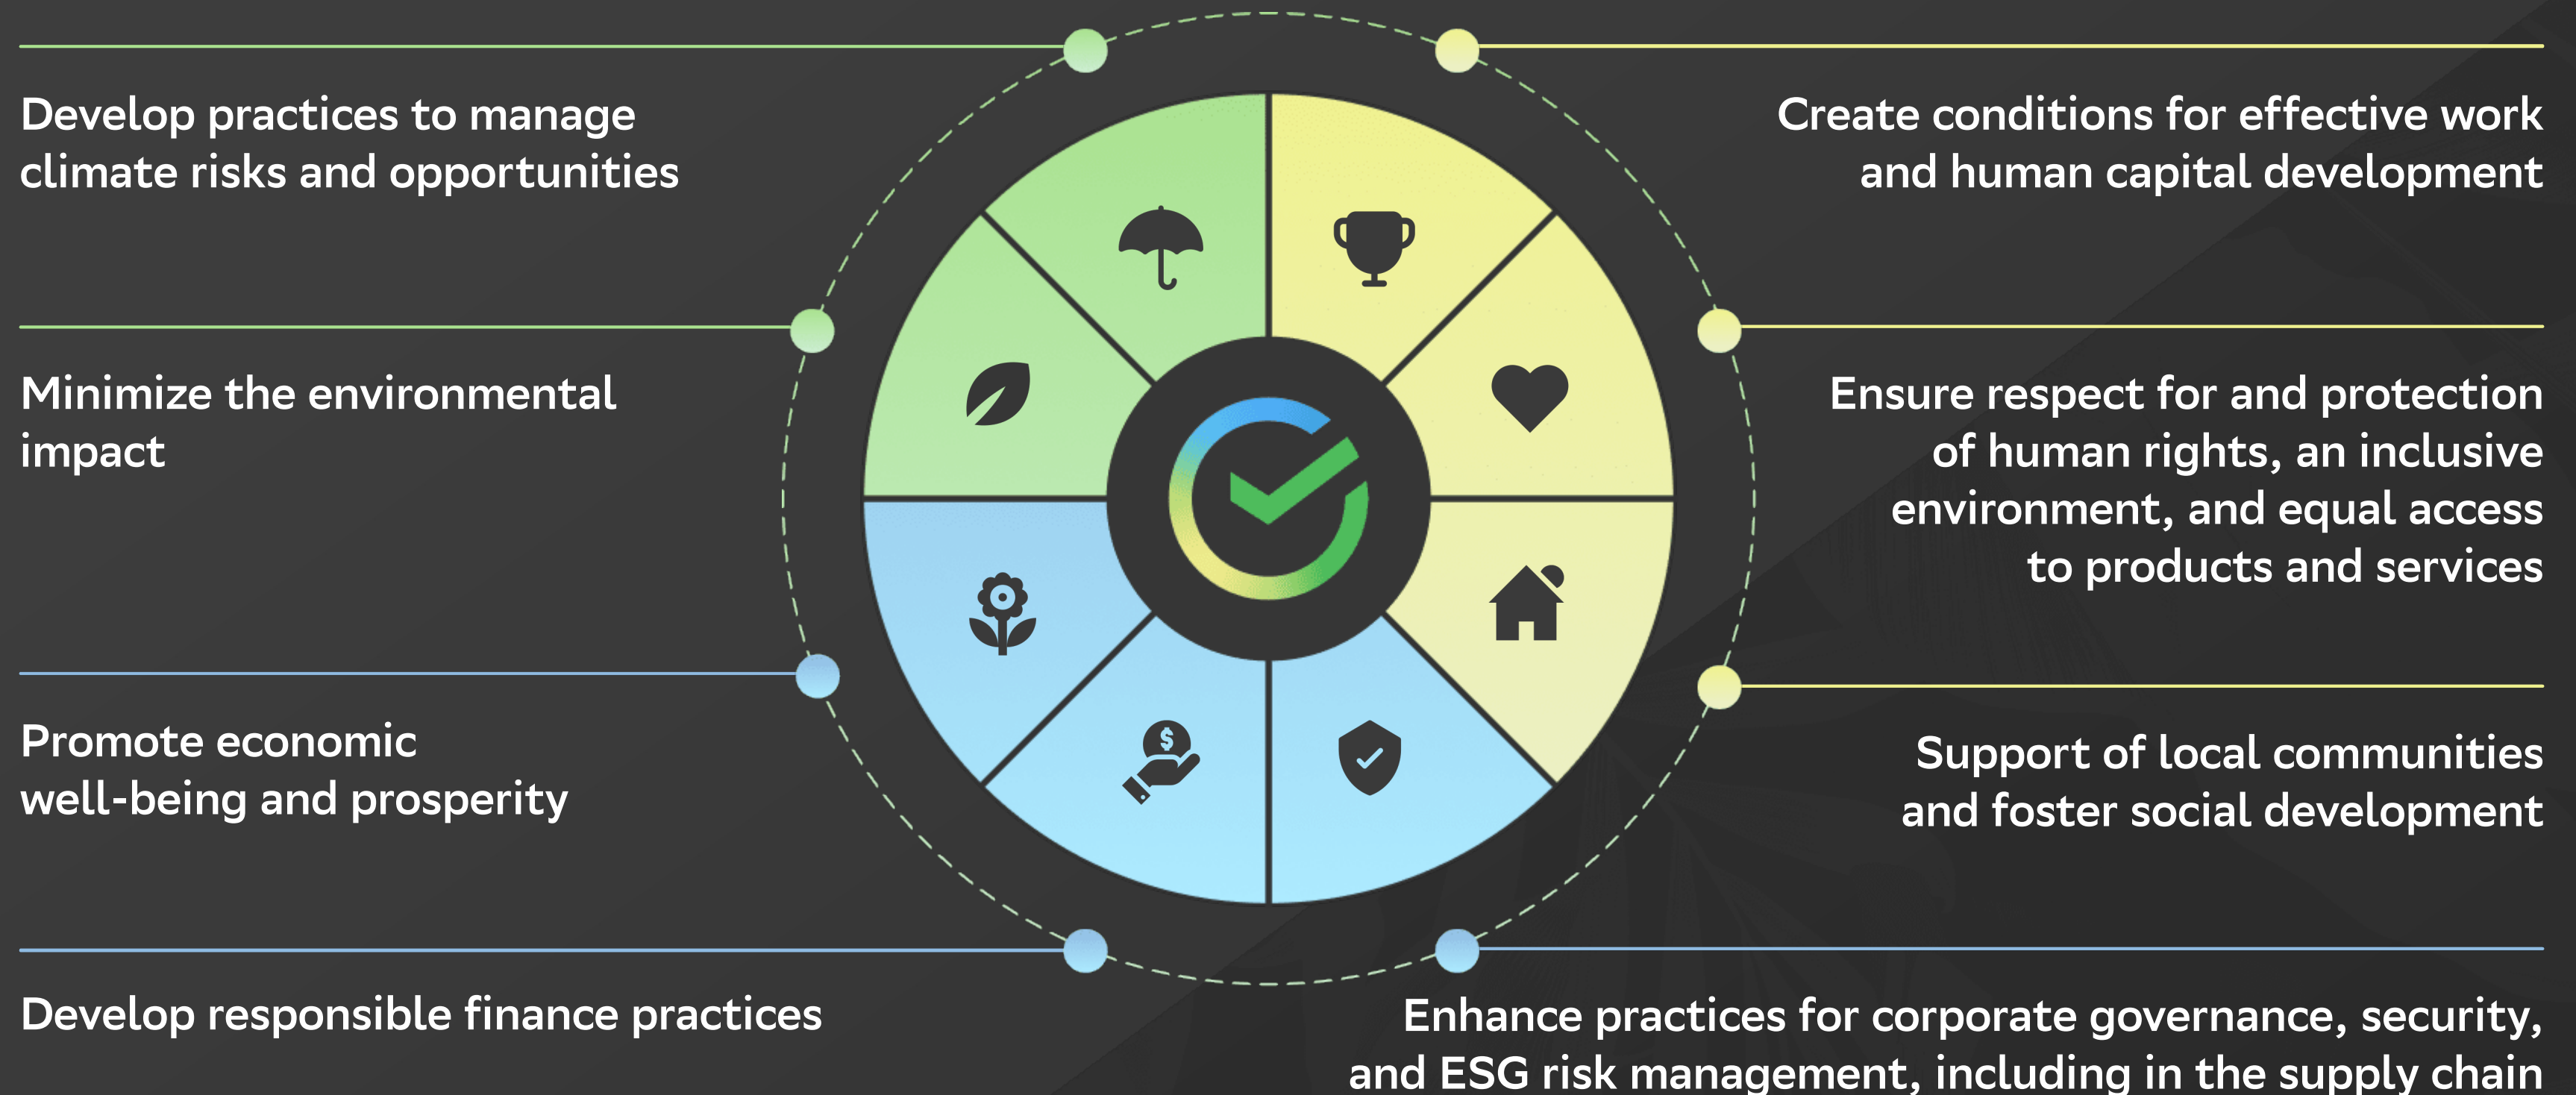 Develop practices to manage
climate risks and opportunities
Minimize the environmental
impact
Promote economic
well-being and prosperity
Develop responsible finance practices
Create conditions for effective work
and human capital development
Ensure respect for and protection
of human rights, an inclusive
environment, and equal access
to products and services
Support of local communities
and foster social development
Enhance practices for corporate governance, security,
and ESG risk management, including in the supply chain
$